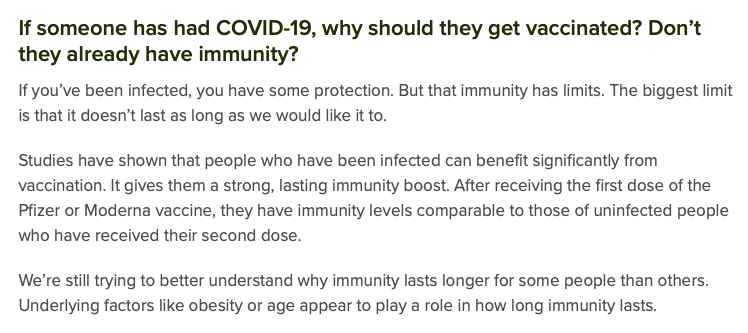 If someone has had COVID-19, why should they get vaccinated? Don’t
they already have immunity?
If you’ve been infected, you have some protection. But that immunity has limits. The biggest limit
is that it doesn’t last as long as we would like it to.
Studies have shown that people who have been infected can benefit significantly from
vaccination. It gives them a strong, lasting immunity boost. After receiving the first dose of the
Pfizer or Moderna vaccine, they have immunity levels comparable to those of uninfected people
who have received their second dose.
We’re still trying to better understand why immunity lasts longer for some people than others.
Underlying factors like obesity or age appear to play a role in how long immunity lasts.